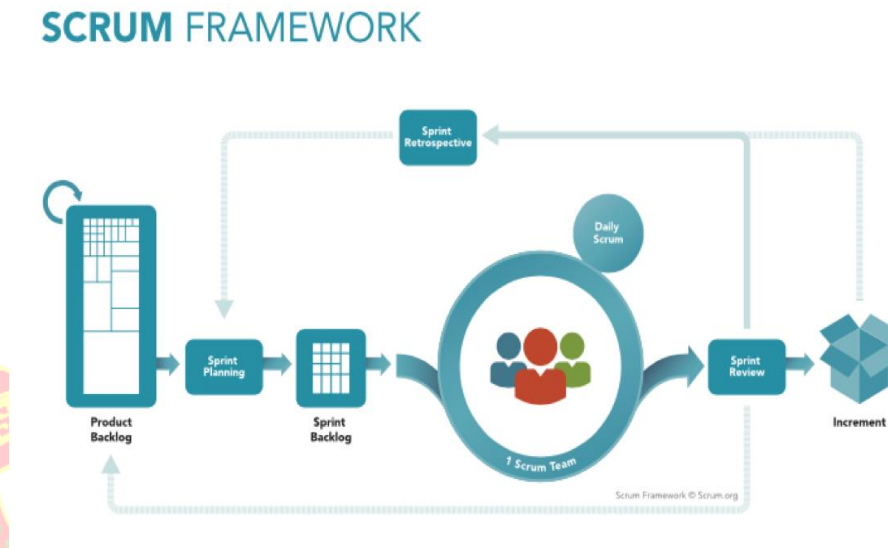 SCRUM FRAMEWORK
Sprint
Retrospective
Daily
Scrum
Sprint
Planning
Sprint
Review
Product
Backlog
Sprint
Backlog
1 Scrum Team
Increment
Scrum Framework © Scrum.org